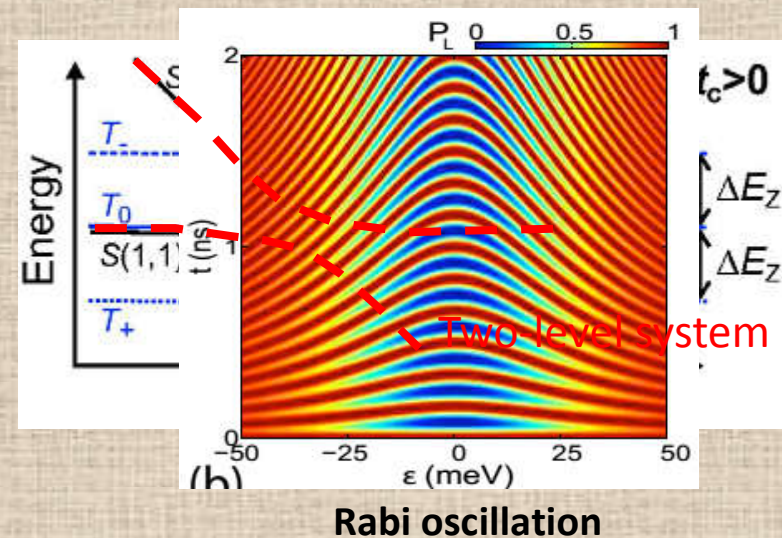 P_L 0 0.5 1
S
t_c>0
2
T_-
ΔE_Z
T_0
Energy
t (ns)
1
S(1,1)
ΔE_Z
T_+
Two-level system
0
−50 −25 0 25 50
(b)
ε (meV)
Rabi oscillation